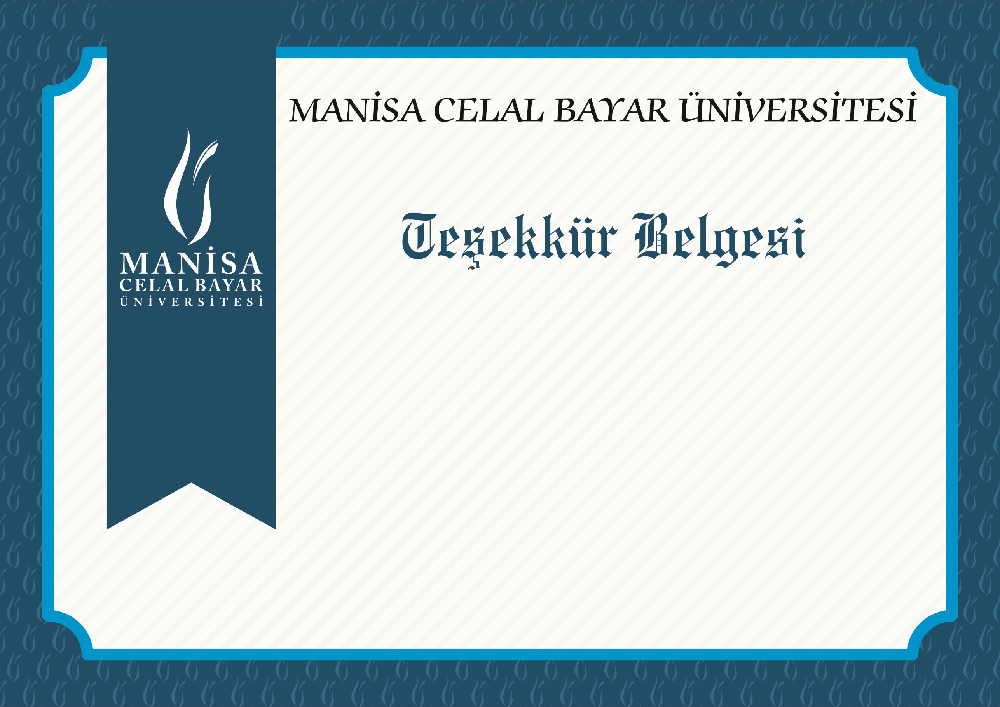 MANİSA CELAL BAYAR ÜNİVERSİTESİ
Teşekkür Belgesi
MANİSA
CELAL BAYAR
ÜNİVERSİTESİ